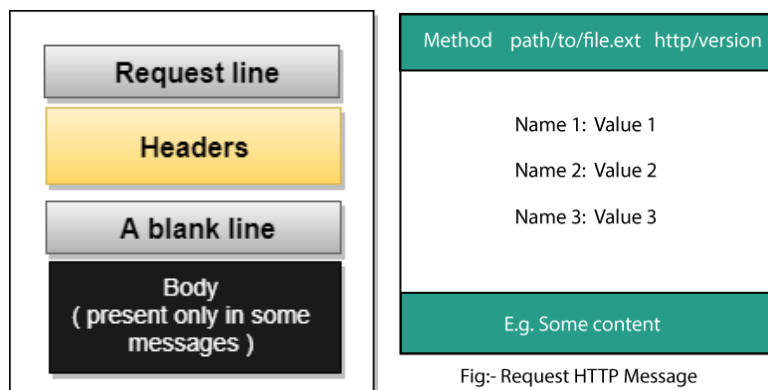 Request line
Headers
A blank line
Body
( present only in some
messages )
Method path/to/file.ext http/version
Name 1: Value 1
Name 2: Value 2
Name 3: Value 3
E.g. Some content
Fig:- Request HTTP Message